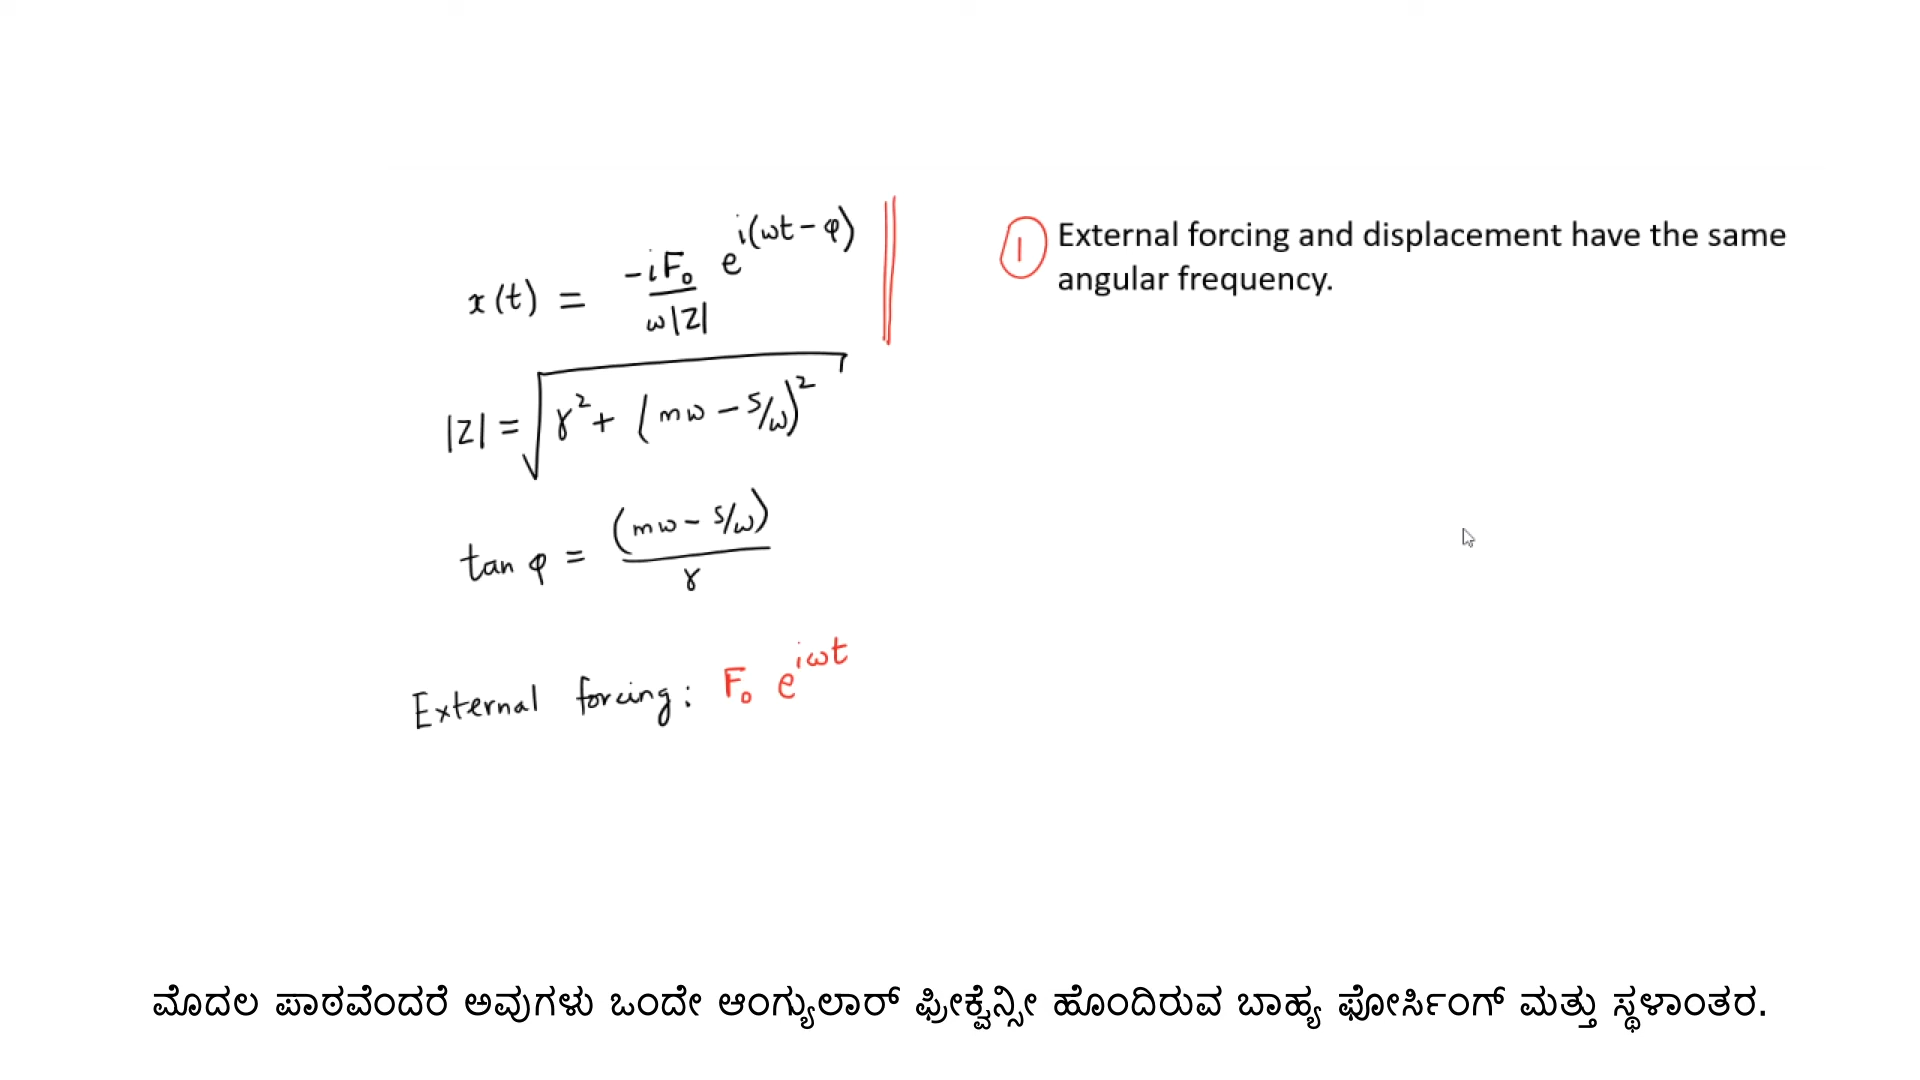 x(t) = -iF₀/ω|Z| e^i(ωt-φ)
|Z| = √(γ² + (mω - s/ω)²)
tan φ = (mω - s/ω)/γ
External forcing: F₀ e^iωt
1 External forcing and displacement have the same
angular frequency.
ಮೊದಲ ಪಾಠವೆಂದರೆ ಅವುಗಳು ಒಂದೇ ಆಂಗ್ಯುಲಾರ್ ಫ್ರೀಕ್ವೆನ್ಸೀ ಹೊಂದಿರುವ ಬಾಹ್ಯ ಫೋರ್ಸಿಂಗ್ ಮತ್ತು ಸ್ಥಳಾಂತರ.